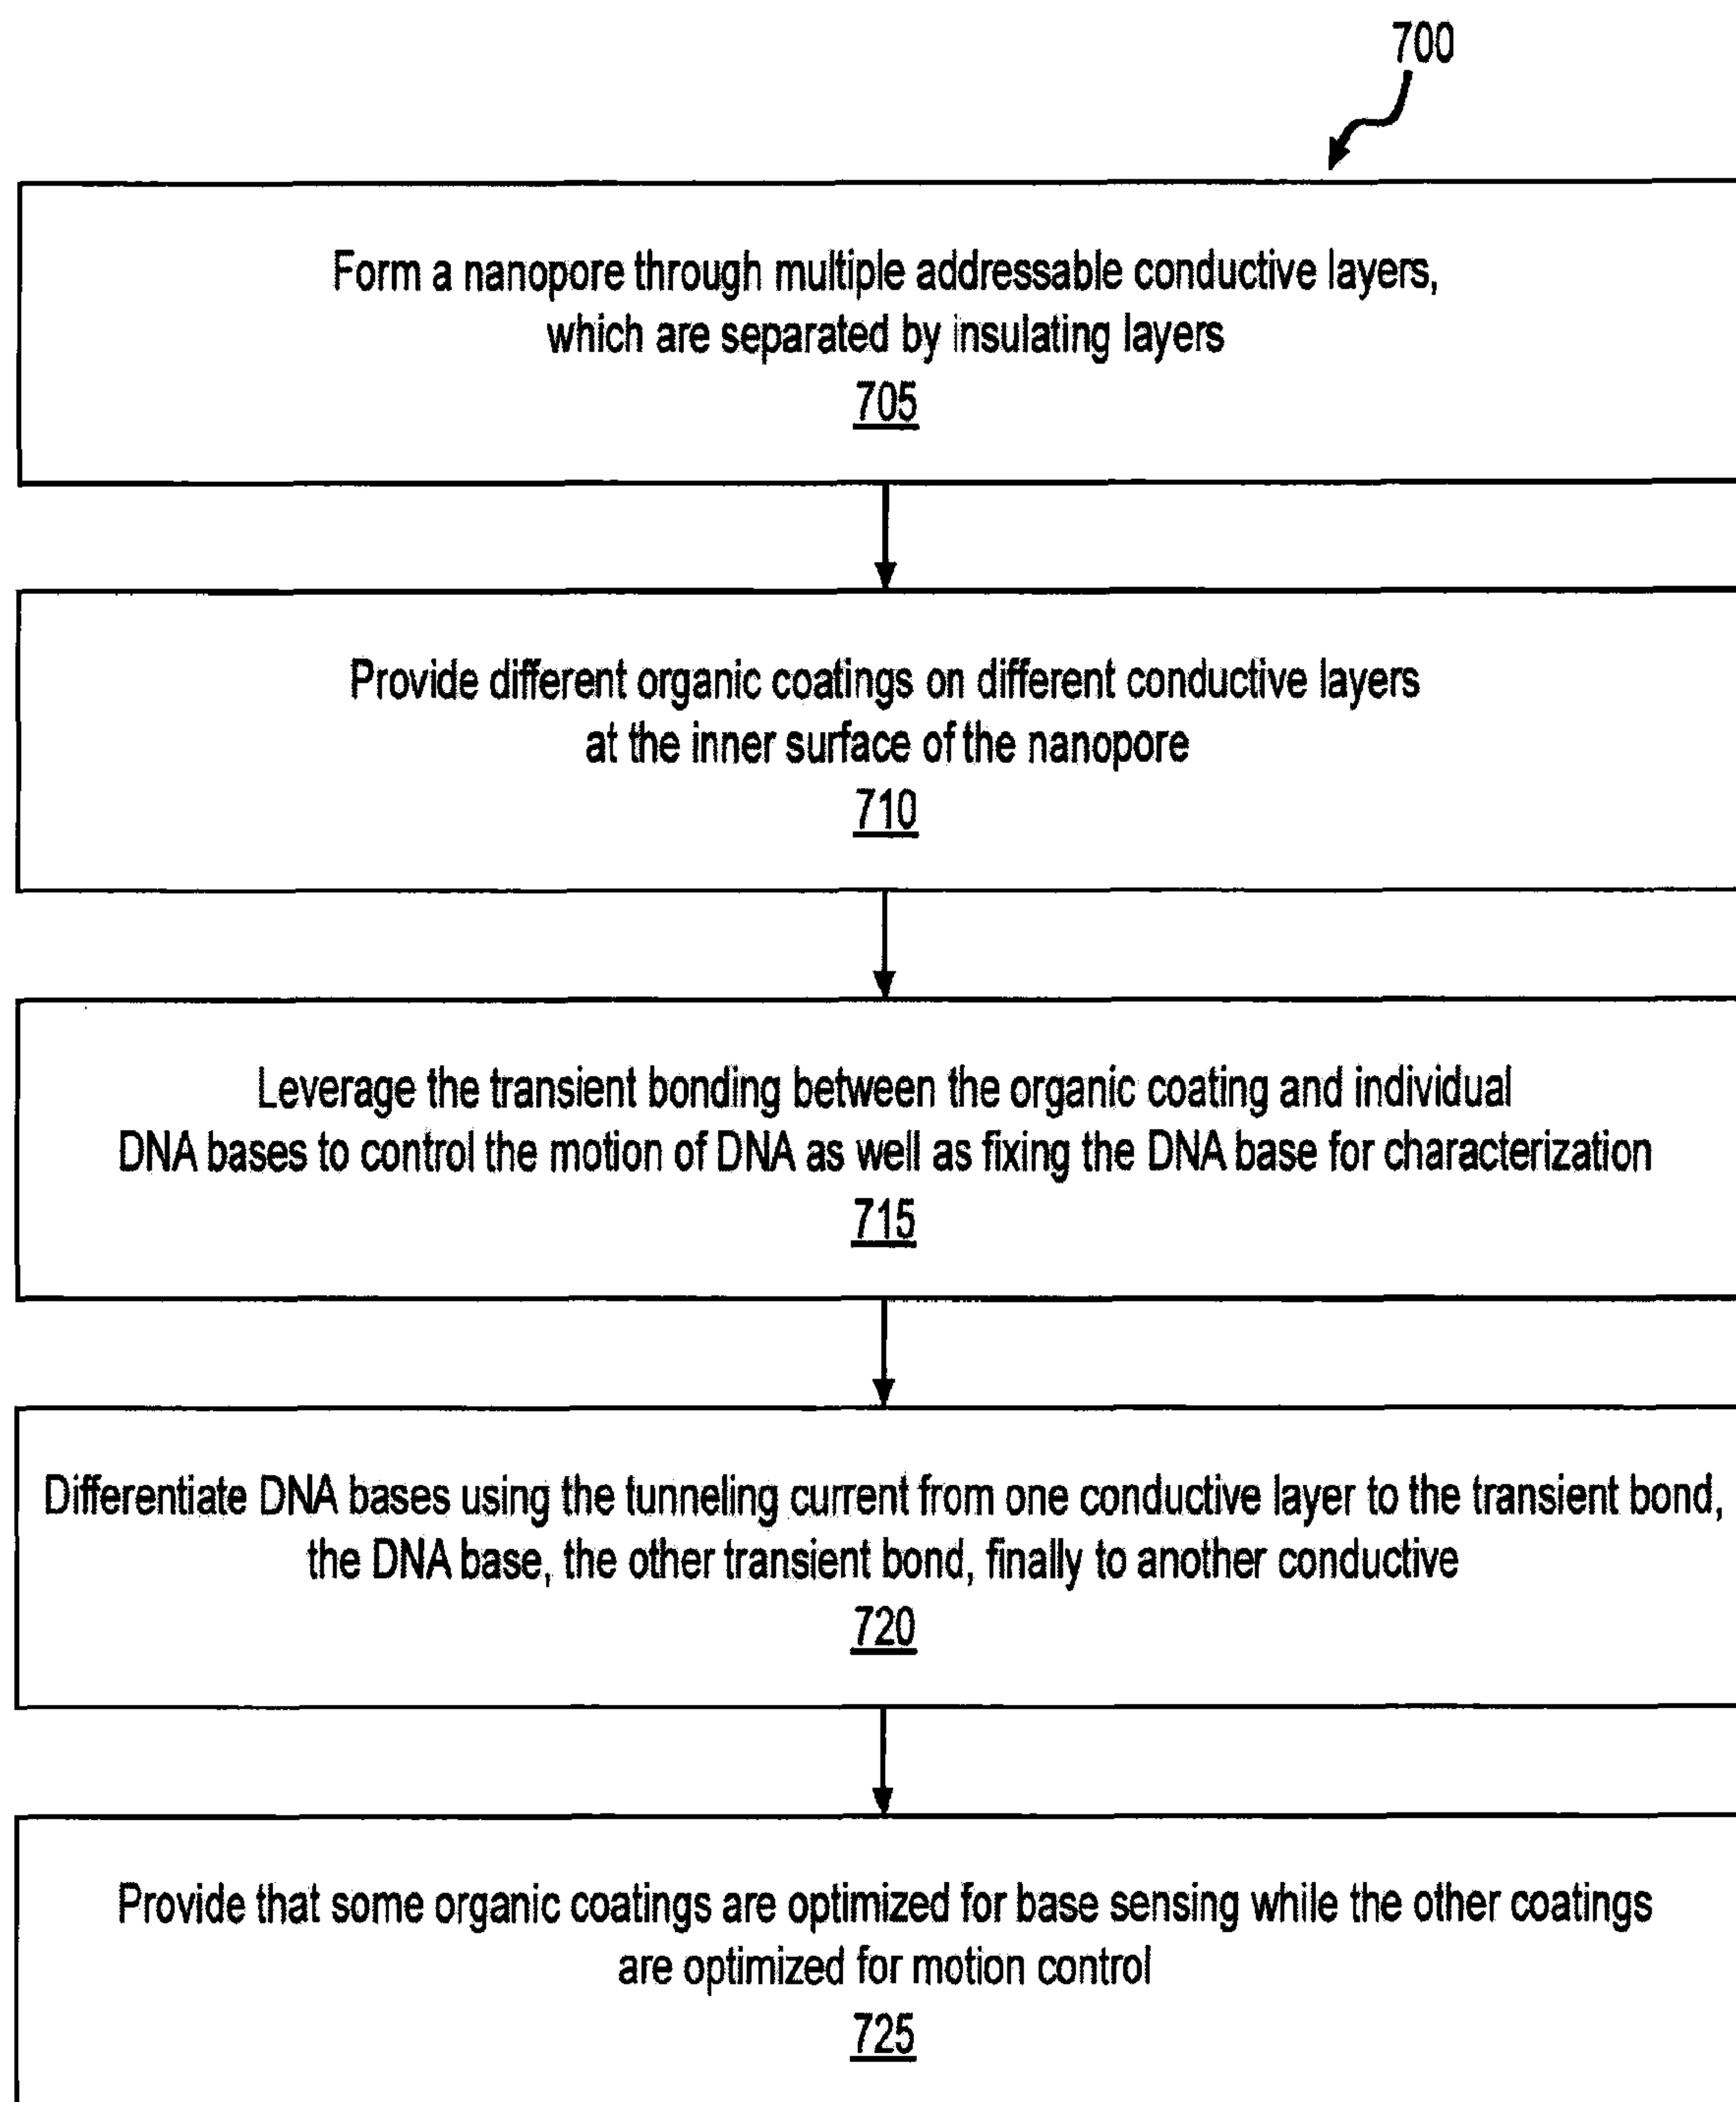 700
Form a nanopore through multiple addressable conductive layers,
which are separated by insulating layers
705
Provide different organic coatings on different conductive layers
at the inner surface of the nanopore
710
Leverage the transient bonding between the organic coating and individual
DNA bases to control the motion of DNA as well as fixing the DNA base for characterization
715
Differentiate DNA bases using the tunneling current from one conductive layer to the transient bond,
the DNA base, the other transient bond, finally to another conductive
720
Provide that some organic coatings are optimized for base sensing while the other coatings
are optimized for motion control
725